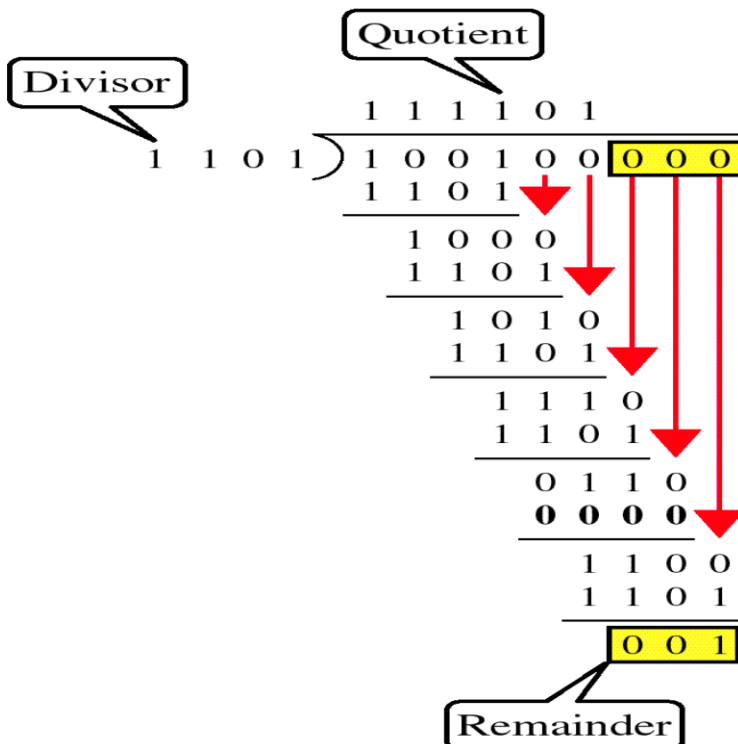 Quotient
Divisor
1 1 1 1 0 1
1 1 0 1 1 0 0 1 0 0 0 0 0
1 1 0 1
1 0 0 0
1 1 0 1
1 0 1 0
1 1 0 1
1 1 1 0
1 1 0 1
0 1 1 0
0 0 0 0
1 1 0 0
1 1 0 1
0 0 1
Remainder